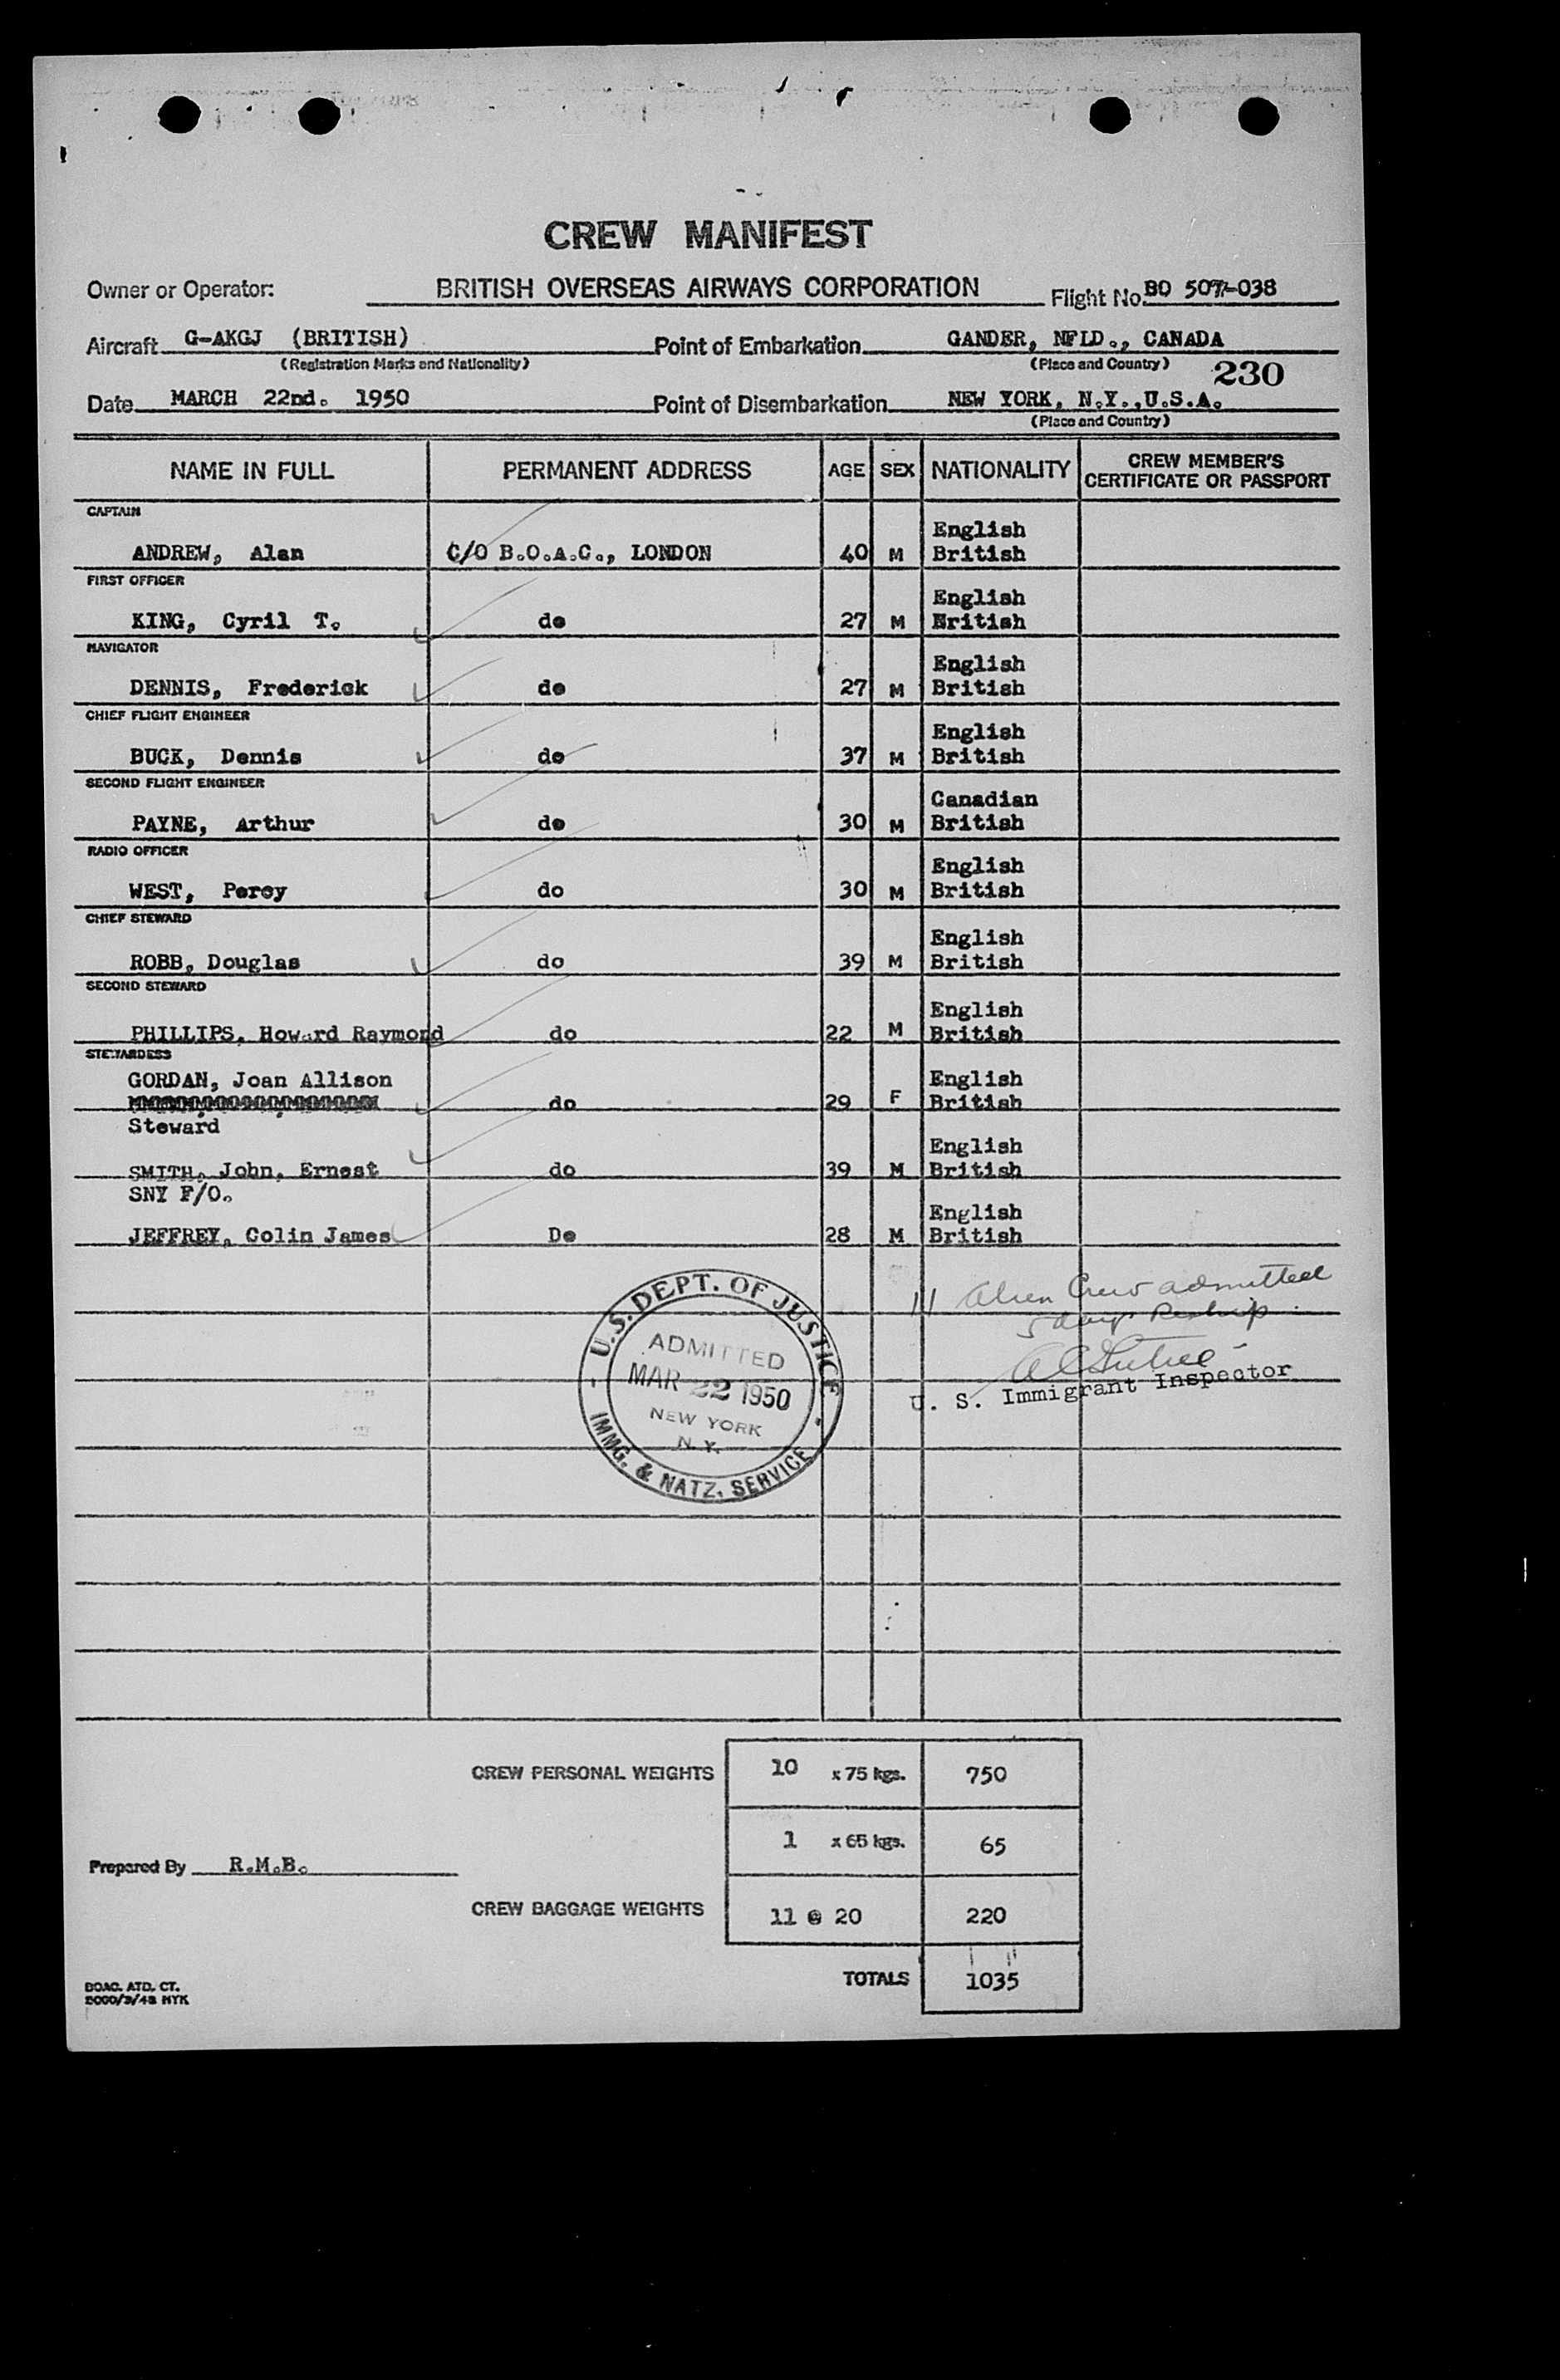 CREW MANIFEST
Owner or Operator: BRITISH OVERSEAS AIRWAYS CORPORATION Flight No. BO 507-038
Aircraft G-AKGJ (BRITISH) Point of Embarkation GANDER, NFLD., CANADA
(Registration Marks and Nationality) (Place and Country) 230
Date MARCH 22nd. 1950 Point of Disembarkation NEW YORK, N.Y.,U.S.A.
(Place and Country)
NAME IN FULL PERMANENT ADDRESS AGE SEX NATIONALITY CREW MEMBER'S CERTIFICATE OR PASSPORT
CAPTAIN
English
ANDREW, Alan C/O B.O.A.C., LONDON 40 M British
FIRST OFFICER
English
KING, Cyril T. do 27 M British
NAVIGATOR
English
DENNIS, Frederick do 27 M British
CHIEF FLIGHT ENGINEER
English
BUCK, Dennis do 37 M British
SECOND FLIGHT ENGINEER
Canadian
PAYNE, Arthur do 30 M British
RADIO OFFICER
English
WEST, Percy do 30 M British
CHIEF STEWARD
English
ROBB, Douglas do 39 M British
SECOND STEWARD
English
PHILLIPS, Howard Raymond do 22 M British
STEWARDESS
GORDAN, Joan Allison English
do 29 F British
Steward
English
SMITH, John, Ernest do 39 M British
SNY F/O.
English
JEFFREY, Colin James Do 28 M British
11 Alien Crew admitted
5 days Reship
U. S. Immigrant Inspector
U.S. DEPT. OF JUSTICE
ADMITTED
MAR 22 1950
NEW YORK
N.Y.
IMMG. & NATZ. SERVICE
CREW PERSONAL WEIGHTS 10 x 75 kgs. 750
1 x 65 kgs. 65
Prepared By R.M.B.
CREW BAGGAGE WEIGHTS 11 @ 20 220
TOTALS 1035
BOAC. ATD. CT.
5000/3/48 NYK